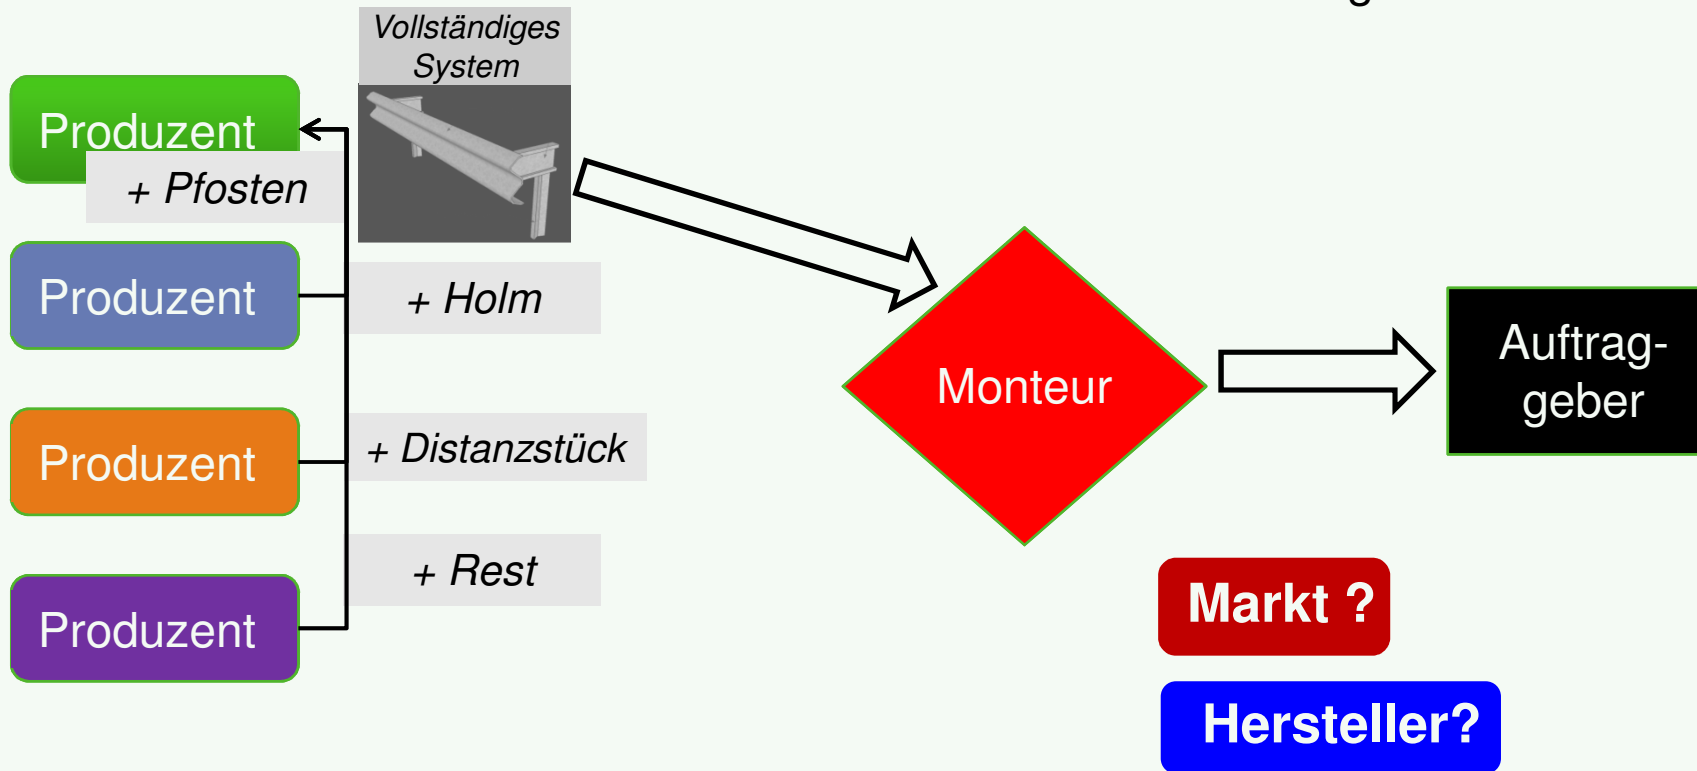 Vollständiges
System
Produzent
+ Pfosten
Produzent
+ Holm
Produzent
+ Distanzstück
Produzent
+ Rest
Monteur
Auftrag-
geber
Markt ?
Hersteller?